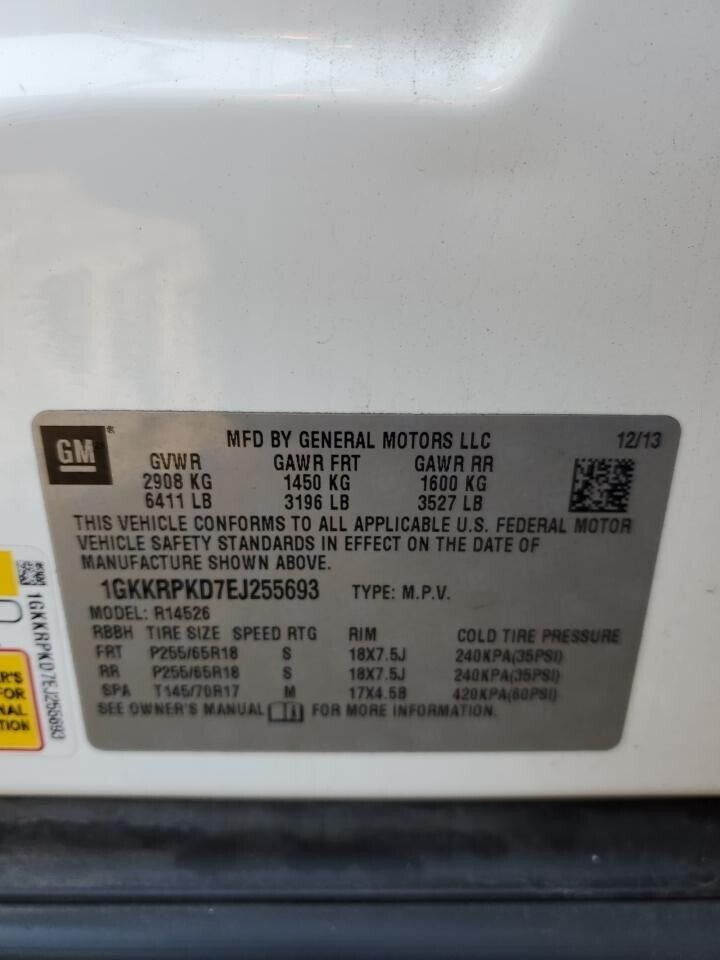 GM®
MFD BY GENERAL MOTORS LLC 12/13
GVWR GAWR FRT GAWR RR
2908 KG 1450 KG 1600 KG
6411 LB 3196 LB 3527 LB
THIS VEHICLE CONFORMS TO ALL APPLICABLE U.S. FEDERAL MOTOR
VEHICLE SAFETY STANDARDS IN EFFECT ON THE DATE OF
MANUFACTURE SHOWN ABOVE.
1GKKRPKD7EJ255693 TYPE: M.P.V.
MODEL: R14526
RBBH TIRE SIZE SPEED RTG RIM COLD TIRE PRESSURE
FRT P255/65R18 S 18X7.5J 240KPA(35PSI)
RR P255/65R18 S 18X7.5J 240KPA(35PSI)
SPA T145/70R17 M 17X4.5B 420KPA(60PSI)
SEE OWNER'S MANUAL FOR MORE INFORMATION.
1GKKRPKD7EJ255693
ER'S
FOR
NAL
TION